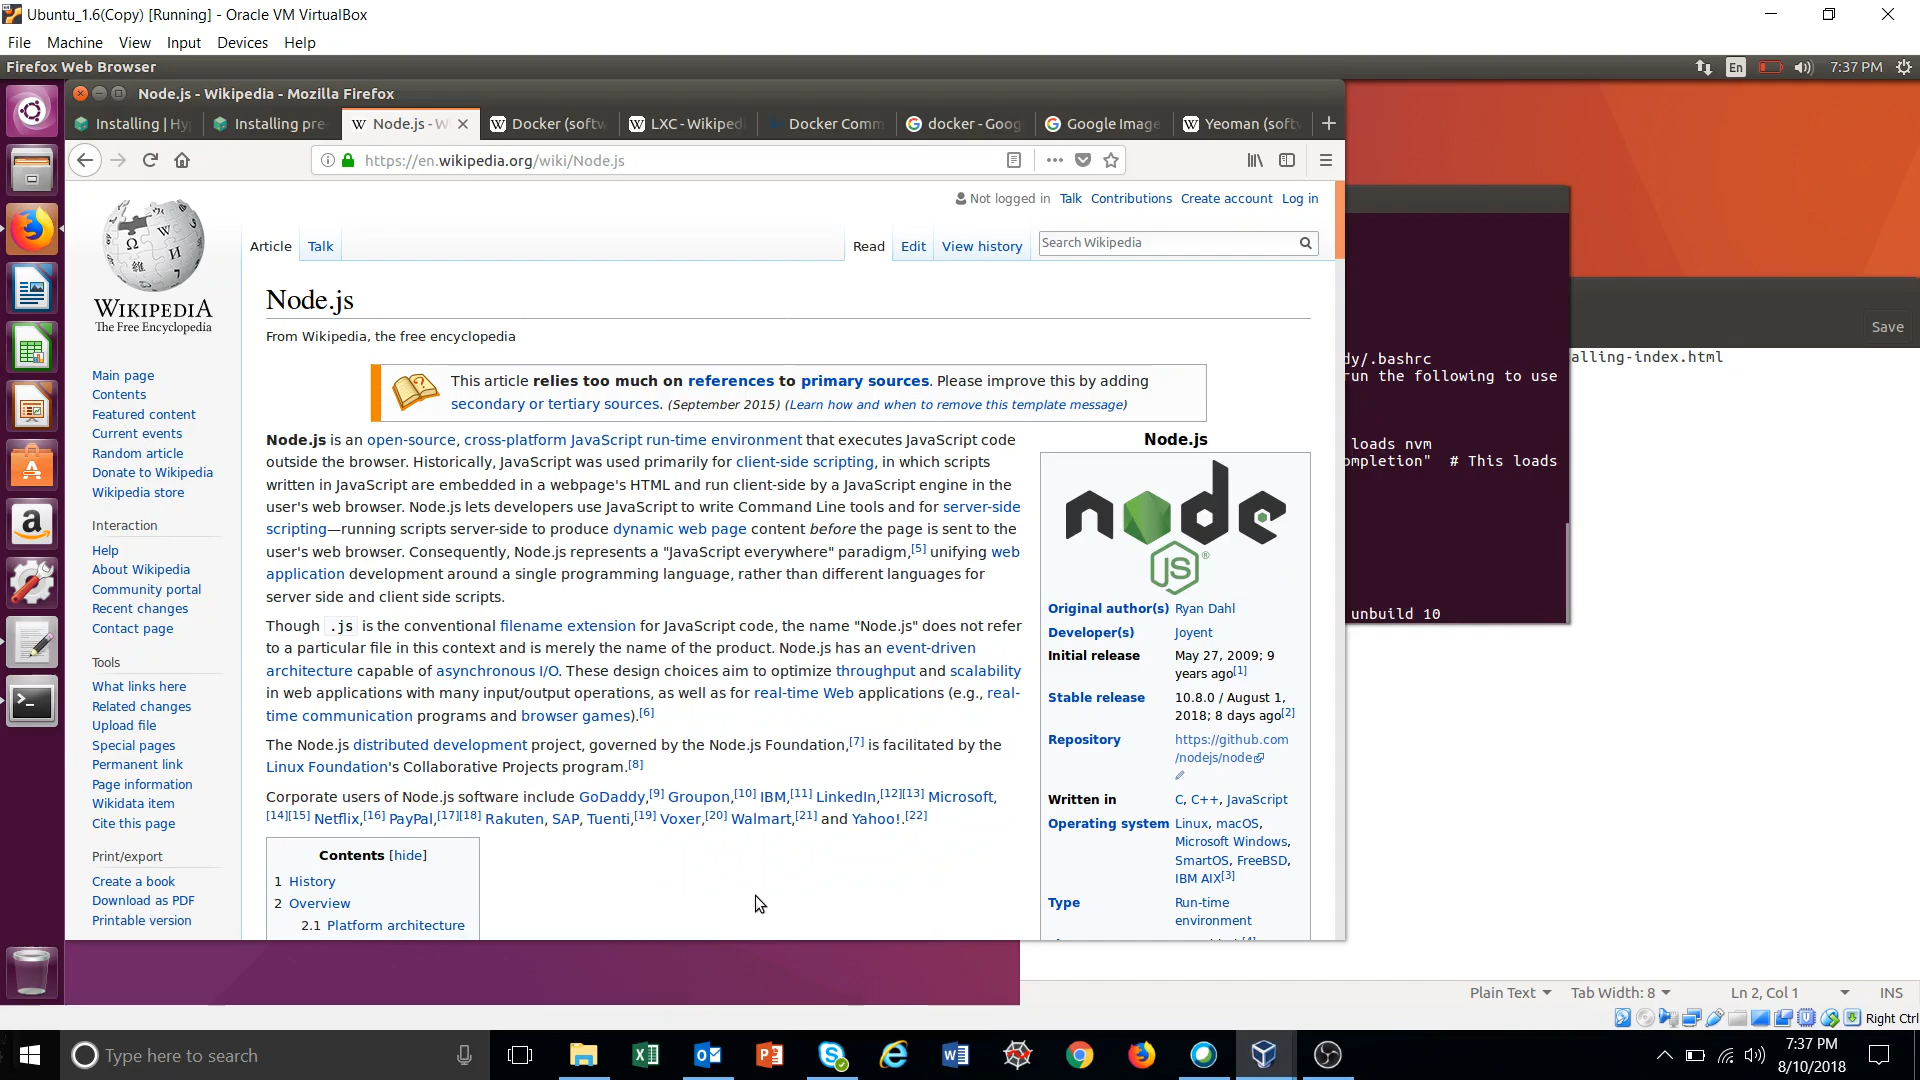 Ubuntu_1.6(Copy) [Running] - Oracle VM VirtualBox
File Machine View Input Devices Help
Firefox Web Browser
En 7:37 PM
Node.js - Wikipedia - Mozilla Firefox
Installing | Hyp
Installing pre-
Node.js - W
Docker (softw
LXC - Wikiped
Docker Comm
docker - Goog
Google Image
Yeoman (softw
https://en.wikipedia.org/wiki/Node.js
Not logged in Talk Contributions Create account Log in
Article Talk
Read Edit View history
Search Wikipedia
WIKIPEDIA
The Free Encyclopedia
Main page
Contents
Featured content
Current events
Random article
Donate to Wikipedia
Wikipedia store
Interaction
Help
About Wikipedia
Community portal
Recent changes
Contact page
Tools
What links here
Related changes
Upload file
Special pages
Permanent link
Page information
Wikidata item
Cite this page
Print/export
Create a book
Download as PDF
Printable version
Node.js
From Wikipedia, the free encyclopedia
This article relies too much on references to primary sources. Please improve this by adding
secondary or tertiary sources. (September 2015) (Learn how and when to remove this template message)
Node.js is an open-source, cross-platform JavaScript run-time environment that executes JavaScript code
outside the browser. Historically, JavaScript was used primarily for client-side scripting, in which scripts
written in JavaScript are embedded in a webpage's HTML and run client-side by a JavaScript engine in the
user's web browser. Node.js lets developers use JavaScript to write Command Line tools and for server-side
scripting—running scripts server-side to produce dynamic web page content before the page is sent to the
user's web browser. Consequently, Node.js represents a "JavaScript everywhere" paradigm,[5] unifying web
application development around a single programming language, rather than different languages for
server side and client side scripts.
Though .js is the conventional filename extension for JavaScript code, the name "Node.js" does not refer
to a particular file in this context and is merely the name of the product. Node.js has an event-driven
architecture capable of asynchronous I/O. These design choices aim to optimize throughput and scalability
in web applications with many input/output operations, as well as for real-time Web applications (e.g., real-
time communication programs and browser games).[6]
The Node.js distributed development project, governed by the Node.js Foundation,[7] is facilitated by the
Linux Foundation's Collaborative Projects program.[8]
Corporate users of Node.js software include GoDaddy,[9] Groupon,[10] IBM,[11] LinkedIn,[12][13] Microsoft,
[14][15] Netflix,[16] PayPal,[17][18] Rakuten, SAP, Tuenti,[19] Voxer,[20] Walmart,[21] and Yahoo!.[22]
Contents [hide]
1 History
2 Overview
2.1 Platform architecture
Node.js
node
JS
Original author(s) Ryan Dahl
Developer(s) Joyent
Initial release May 27, 2009; 9
years ago[1]
Stable release 10.8.0 / August 1,
2018; 8 days ago[2]
Repository https://github.com
/nodejs/node
Written in C, C++, JavaScript
Operating system Linux, macOS,
Microsoft Windows,
SmartOS, FreeBSD,
IBM AIX[3]
Type Run-time
environment
dy/.bashrc
run the following to use
loads nvm
ompletion" # This loads
unbuild 10
Save
alling-index.html
Plain Text Tab Width: 8 Ln 2, Col 1 INS
Right Ctrl
Type here to search
7:37 PM
8/10/2018